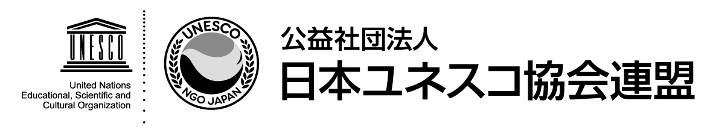 UNESCO
United Nations
Educational, Scientific and
Cultural Organization
UNESCO
NGO JAPAN
公益社団法人
日本ユネスコ協会連盟